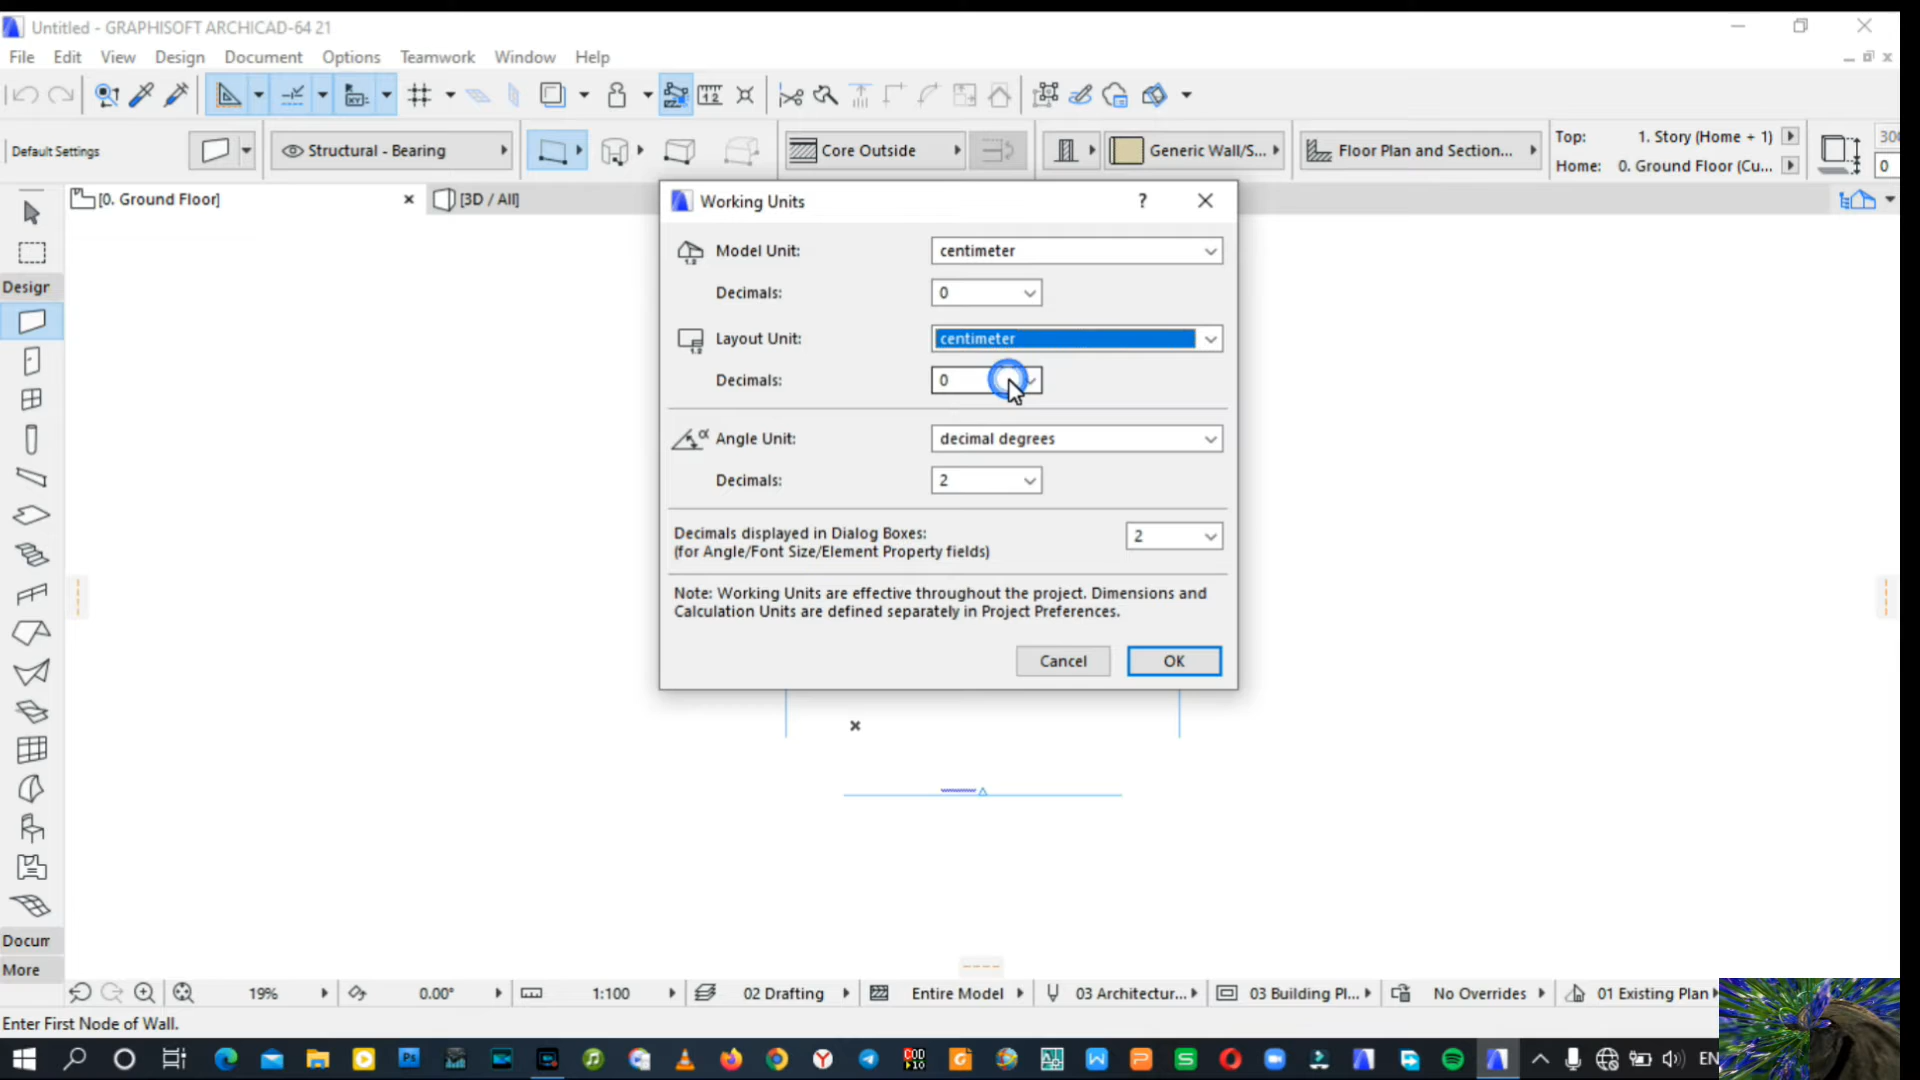 Untitled - GRAPHISOFT ARCHICAD-64 21
File Edit View Design Options Document Teamwork Window Help
Default Settings
Structural - Bearing
Core Outside
Generic Wall/S...
Floor Plan and Section...
Top: 1. Story (Home + 1)
Home: 0. Ground Floor (Cu...
300
0
[0. Ground Floor]
[3D / All]
Working Units
?
Model Unit: centimeter
Decimals: 0
Layout Unit: centimeter
Decimals: 0
Angle Unit: decimal degrees
Decimals: 2
Decimals displayed in Dialog Boxes: 2
(for Angle/Font Size/Element Property fields)
Note: Working Units are effective throughout the project. Dimensions and
Calculation Units are defined separately in Project Preferences.
Cancel OK
Design
Docum
More
19% 0.00° 1:100 02 Drafting Entire Model 03 Architectur... 03 Building Pl... No Overrides 01 Existing Plan
Enter First Node of Wall.
EN